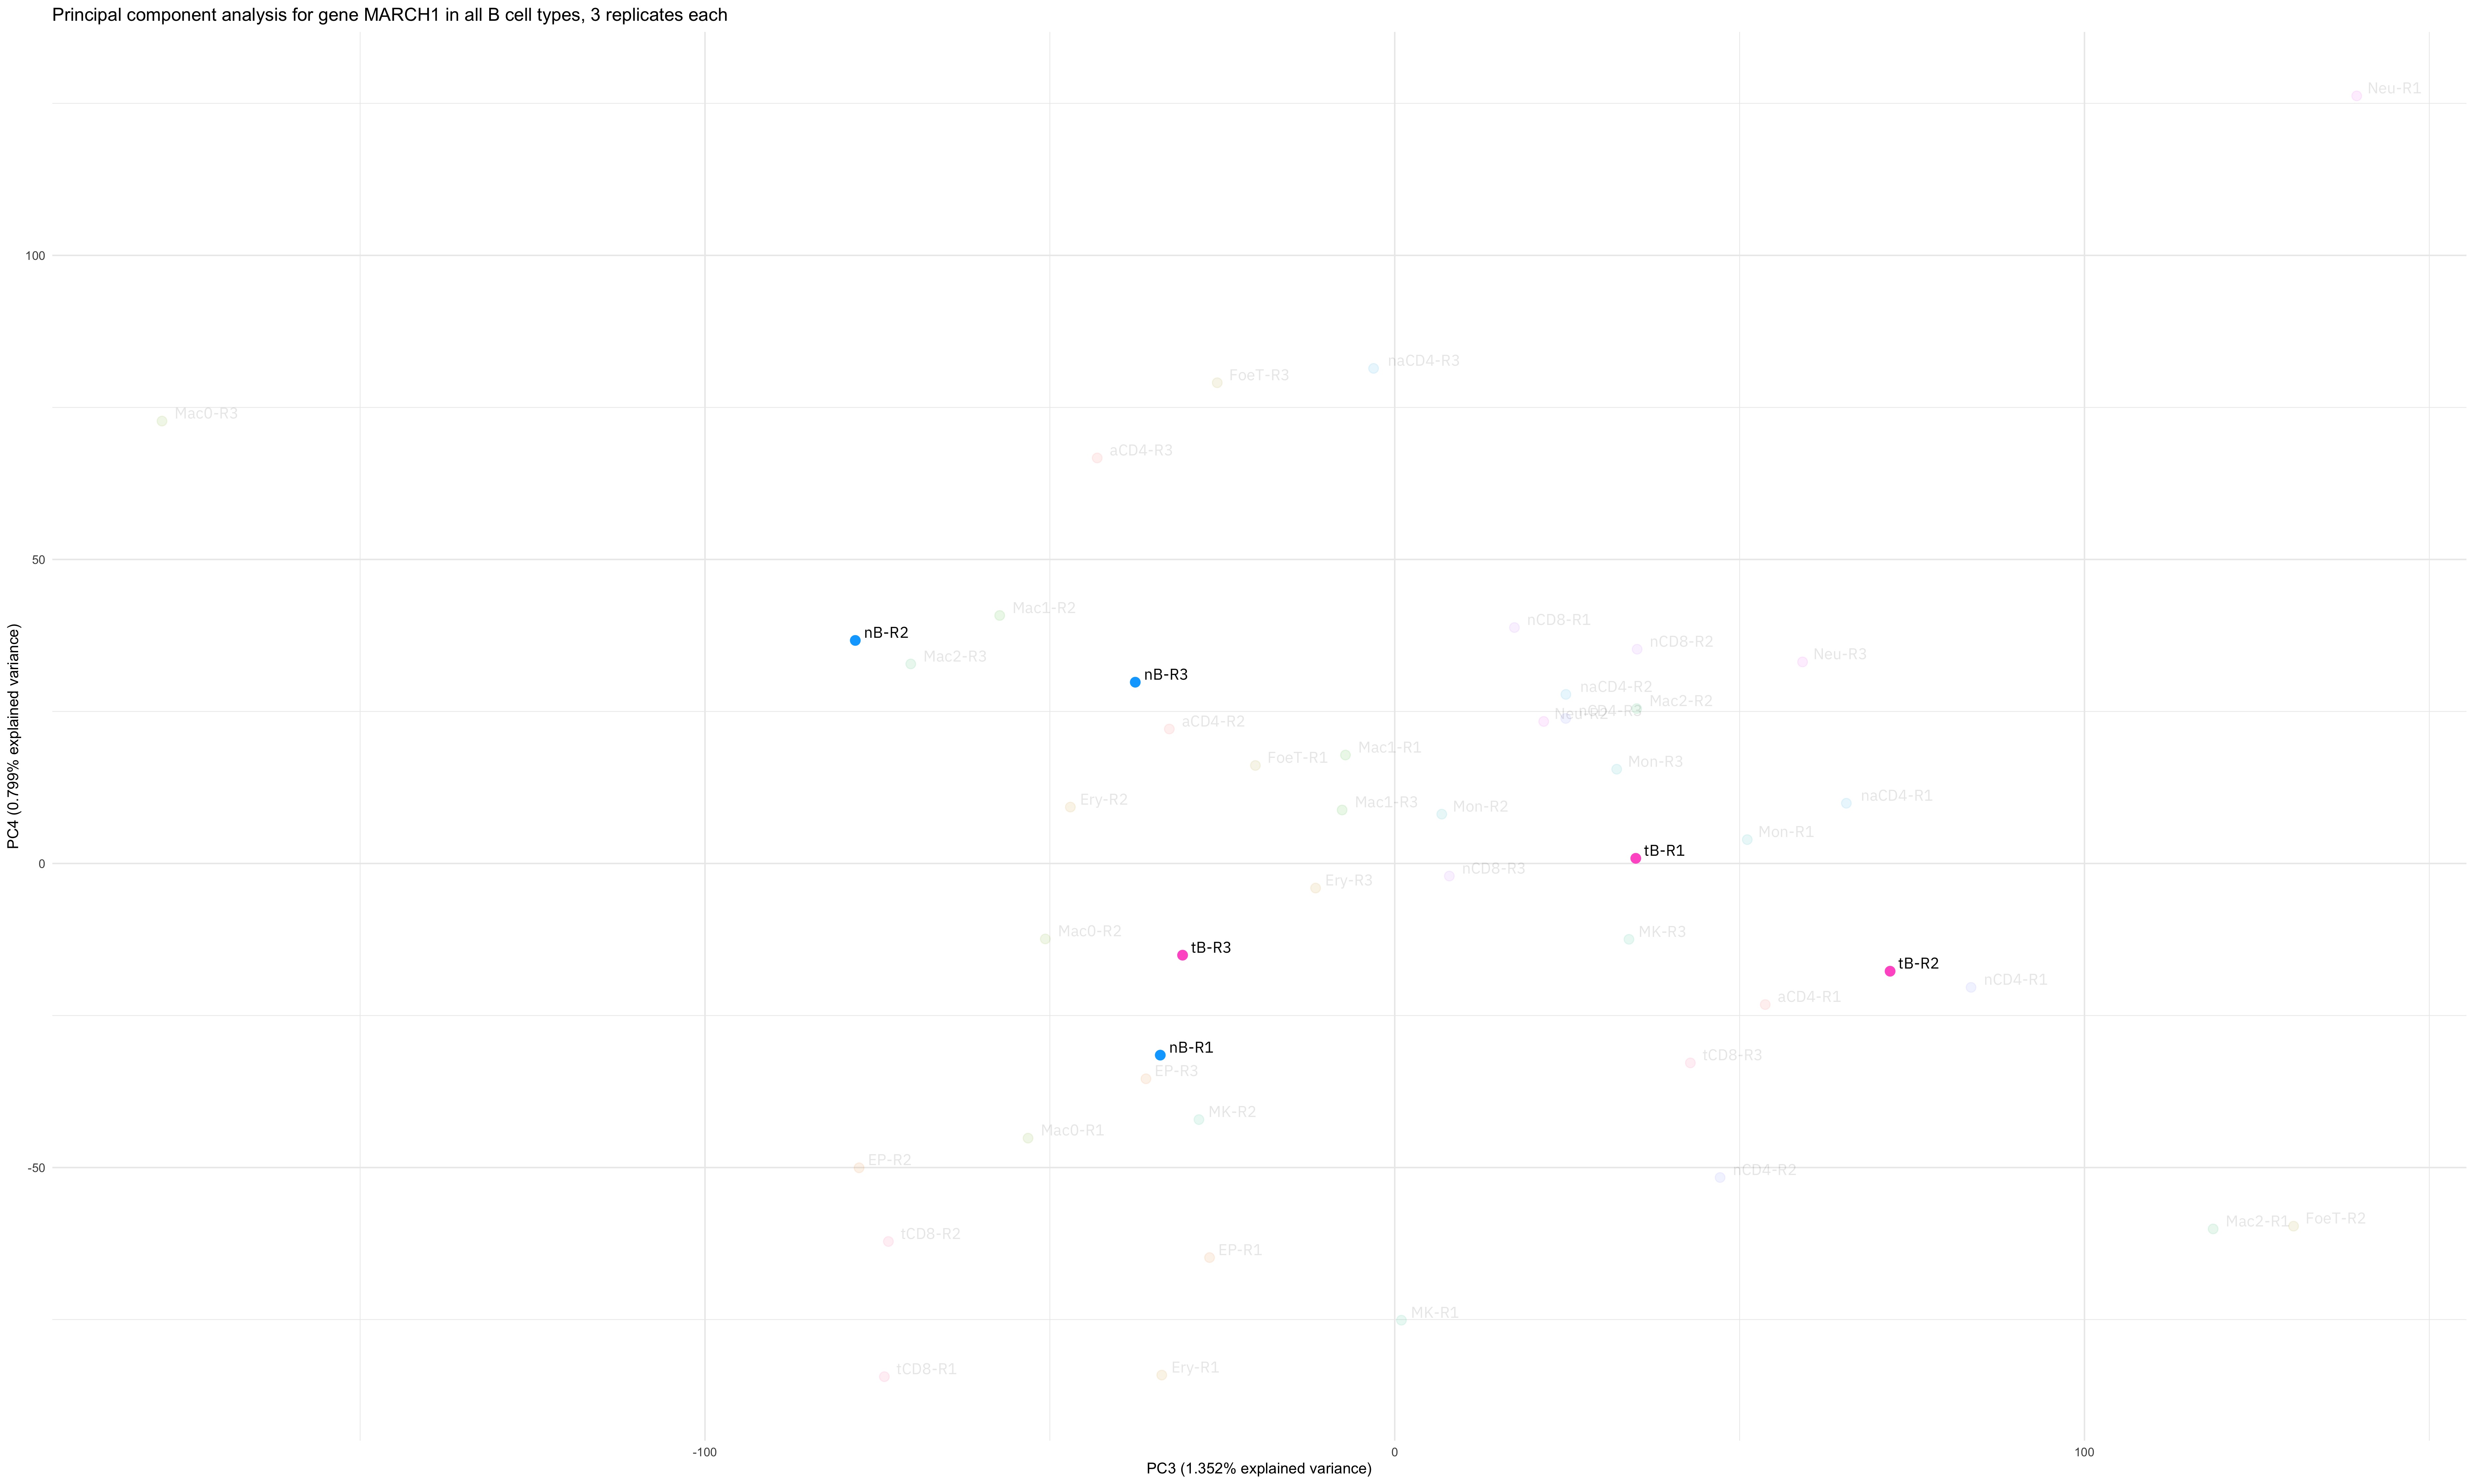 Principal component analysis for gene MARCH1 in all B cell types, 3 replicates each
Neu-R1
100
naCD4-R3
FoeT-R3
Mac0-R3
aCD4-R3
50
Mac1-R2
nCD8-R1
nB-R2
nCD8-R2
Mac2-R3
Neu-R3
nB-R3
naCD4-R2
Mac2-R2
nCD4-R3
Neu-R2
aCD4-R2
Mac1-R1
FoeT-R1
Mon-R3
naCD4-R1
Ery-R2
Mac1-R3
Mon-R2
Mon-R1
0
tB-R1
nCD8-R3
Ery-R3
Mac0-R2
MK-R3
tB-R3
tB-R2
nCD4-R1
aCD4-R1
nB-R1
tCD8-R3
EP-R3
MK-R2
Mac0-R1
EP-R2
-50
nCD4-R2
Mac2-R1
FoeT-R2
tCD8-R2
EP-R1
MK-R1
tCD8-R1
Ery-R1
-100
0
100
PC3 (1.352% explained variance)
PC4 (0.799% explained variance)